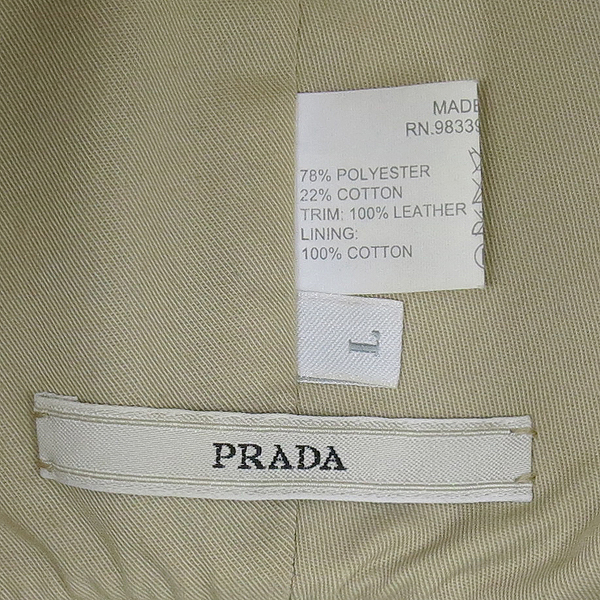 MADE
RN.98339
78% POLYESTER
22% COTTON
TRIM: 100% LEATHER
LINING:
100% COTTON
L
PRADA